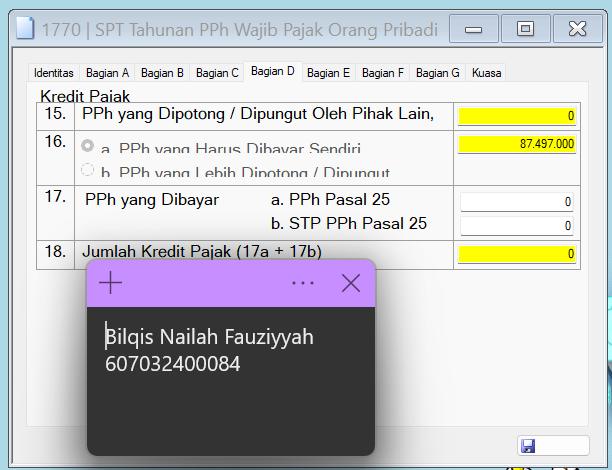 1770 | SPT Tahunan PPh Wajib Pajak Orang Pribadi
Identitas Bagian A Bagian B Bagian C Bagian D Bagian E Bagian F Bagian G Kuasa
Kredit Pajak
15. PPh yang Dipotong / Dipungut Oleh Pihak Lain, 0
16. a. PPh yang Harus Dibayar Sendiri 87.497.000
b. PPh yang Lebih Dipotong / Dipungut
17. PPh yang Dibayar a. PPh Pasal 25 0
b. STP PPh Pasal 25 0
18. Jumlah Kredit Pajak (17a + 17b) 0
Bilqis Nailah Fauziyyah
607032400084